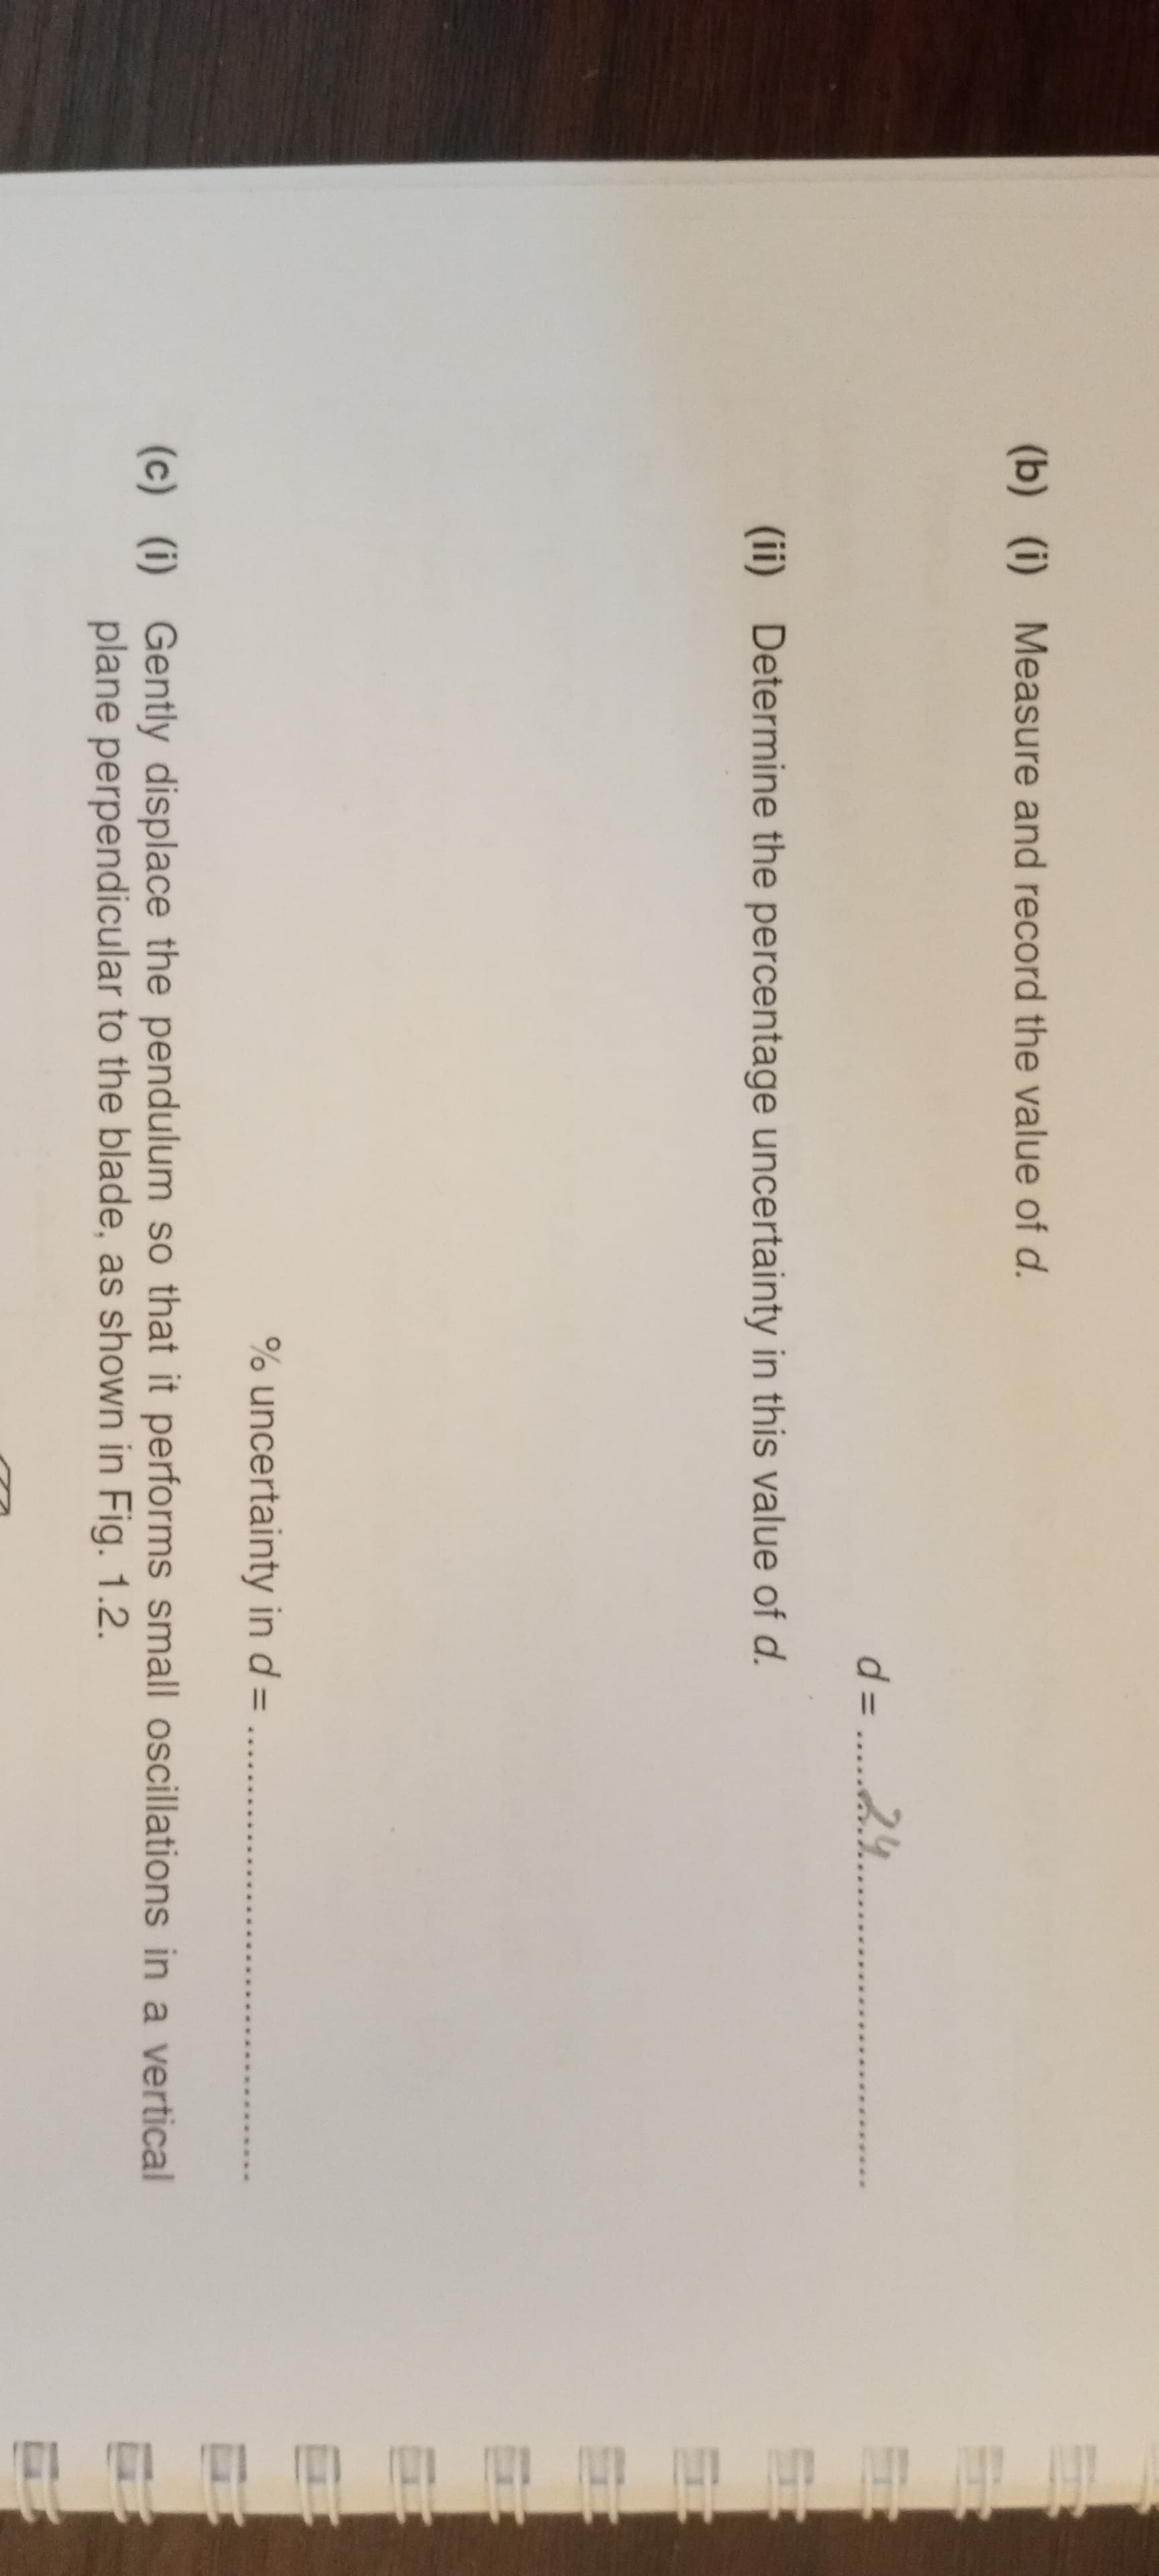 (b) (i) Measure and record the value of d.
d = .....24..............................
(ii) Determine the percentage uncertainty in this value of d.
% uncertainty in d = ..........................................
(c) (i) Gently displace the pendulum so that it performs small oscillations in a vertical
plane perpendicular to the blade, as shown in Fig. 1.2.